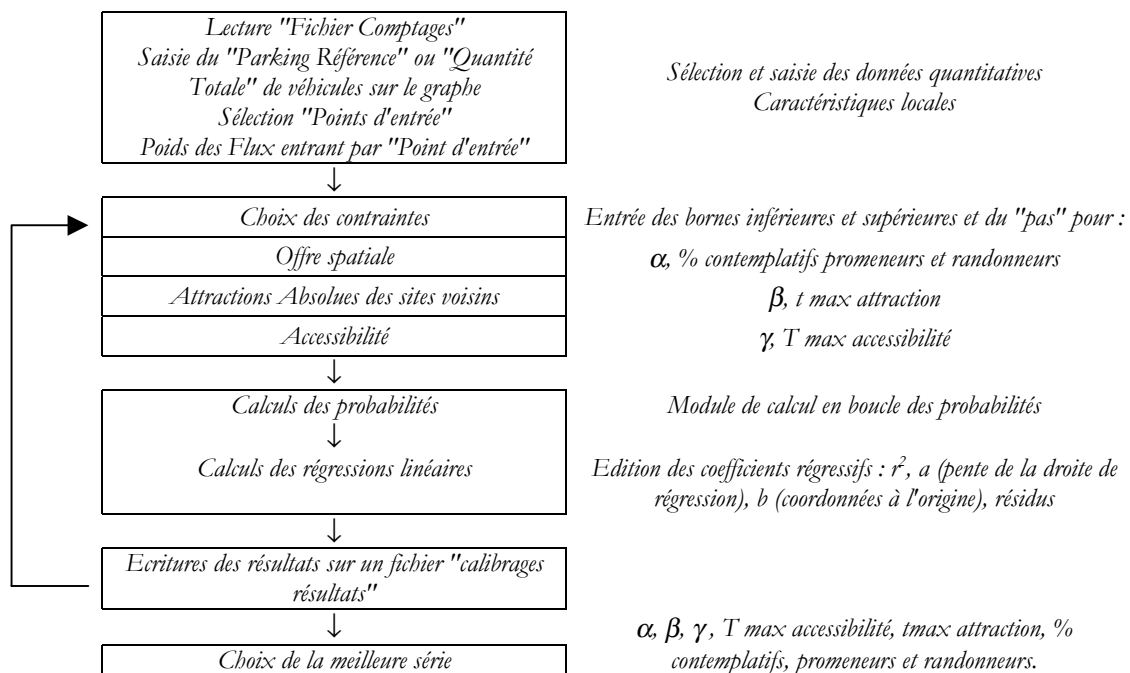 Lecture "Fichier Comptages"
Saisie du "Parking Référence" ou "Quantité
Totale" de véhicules sur le graphe
Sélection "Points d'entrée"
Poids des Flux entrant par "Point d'entrée"
Sélection et saisie des données quantitatives
Caractéristiques locales
↓
Choix des contraintes
Entrée des bornes inférieures et supérieures et du "pas" pour :
Offre spatiale
α, % contemplatifs promeneurs et randonneurs
Attractions Absolues des sites voisins
β, t max attraction
Accessibilité
γ, T max accessibilité
↓
Calculs des probabilités
Module de calcul en boucle des probabilités
↓
Calculs des régressions linéaires
Edition des coefficients régressifs : r², a (pente de la droite de
régression), b (coordonnées à l'origine), résidus
↓
Ecritures des résultats sur un fichier "calibrages
résultats"
↓
Choix de la meilleure série
α, β, γ, T max accessibilité, tmax attraction, %
contemplatifs, promeneurs et randonneurs.